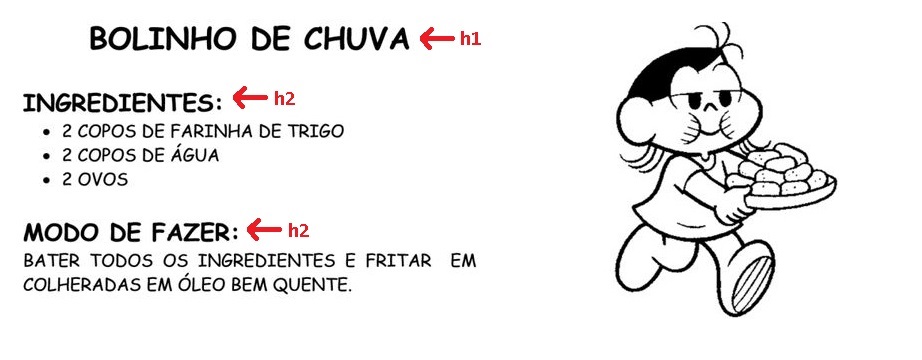 BOLINHO DE CHUVA h1
INGREDIENTES: h2
• 2 COPOS DE FARINHA DE TRIGO
• 2 COPOS DE ÁGUA
• 2 OVOS
MODO DE FAZER: h2
BATER TODOS OS INGREDIENTES E FRITAR EM
COLHERADAS EM ÓLEO BEM QUENTE.